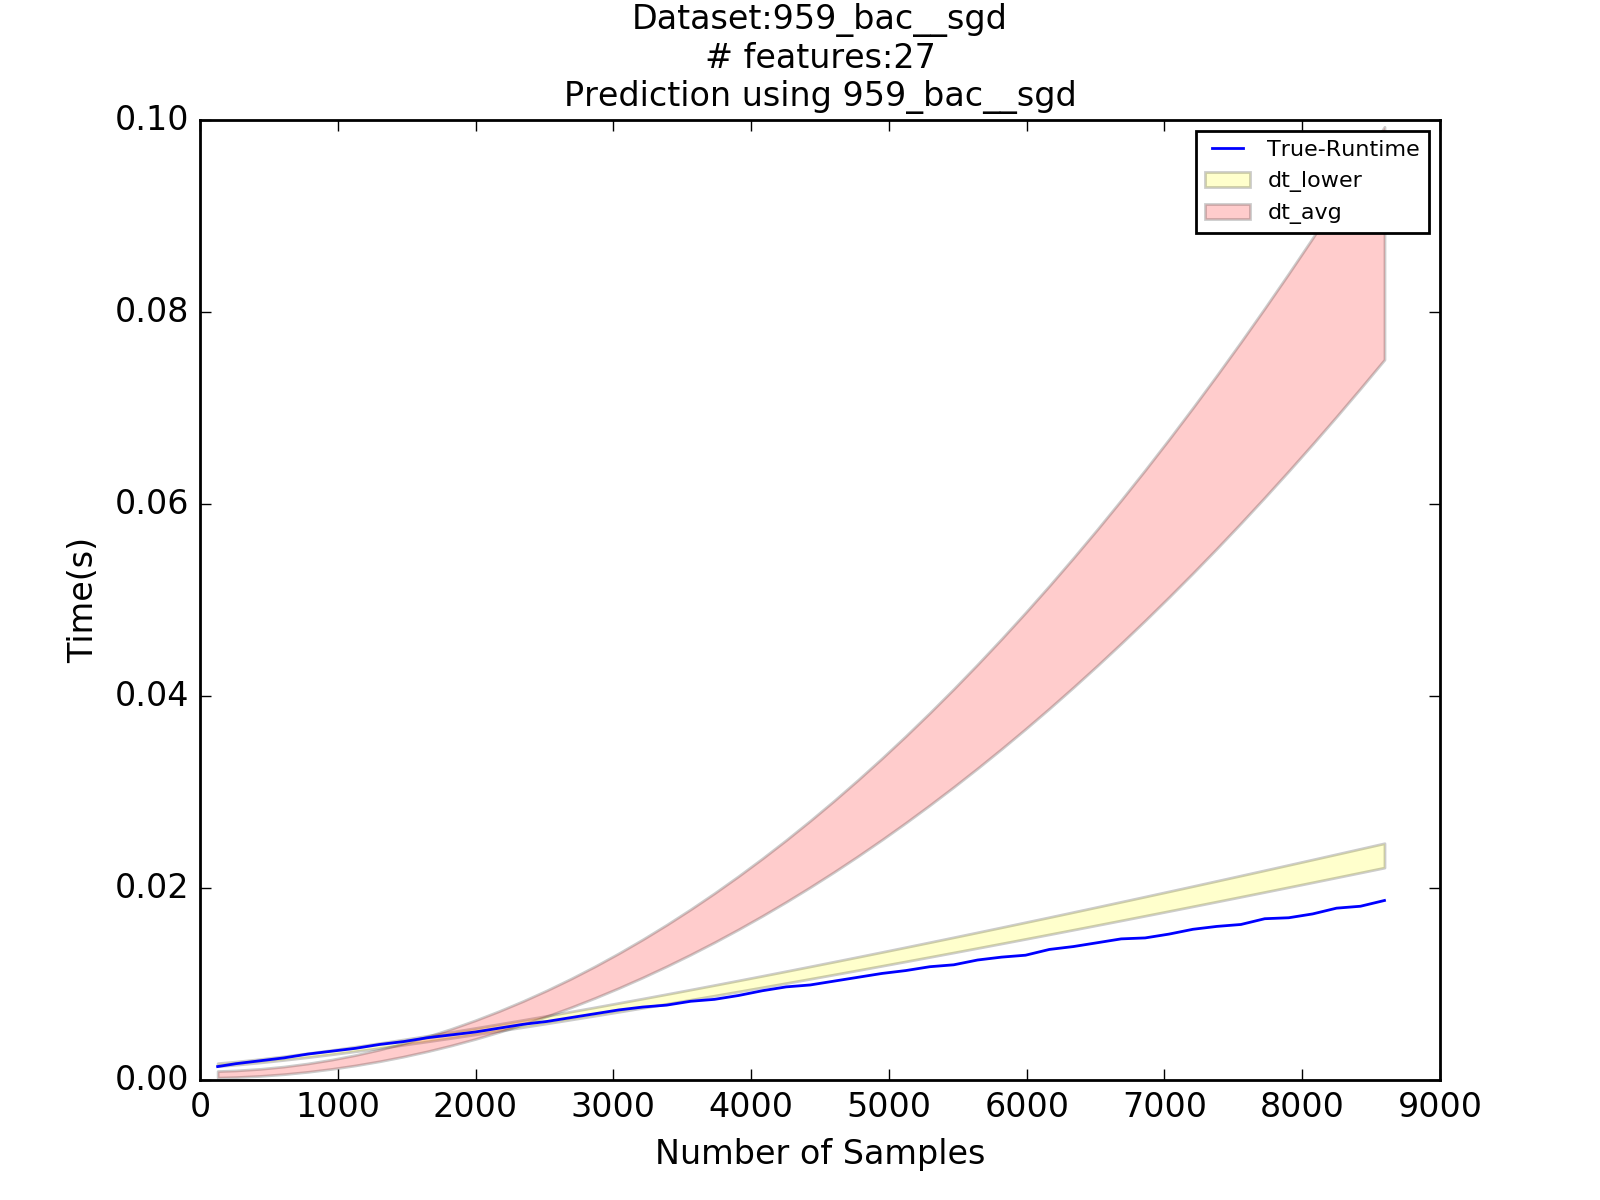 Dataset:959_bac__sgd
# features:27
Prediction using 959_bac__sgd
0.10
0.08
0.06
0.04
0.02
0.00
Time(s)
True-Runtime
dt_lower
dt_avg
0 1000 2000 3000 4000 5000 6000 7000 8000 9000
Number of Samples